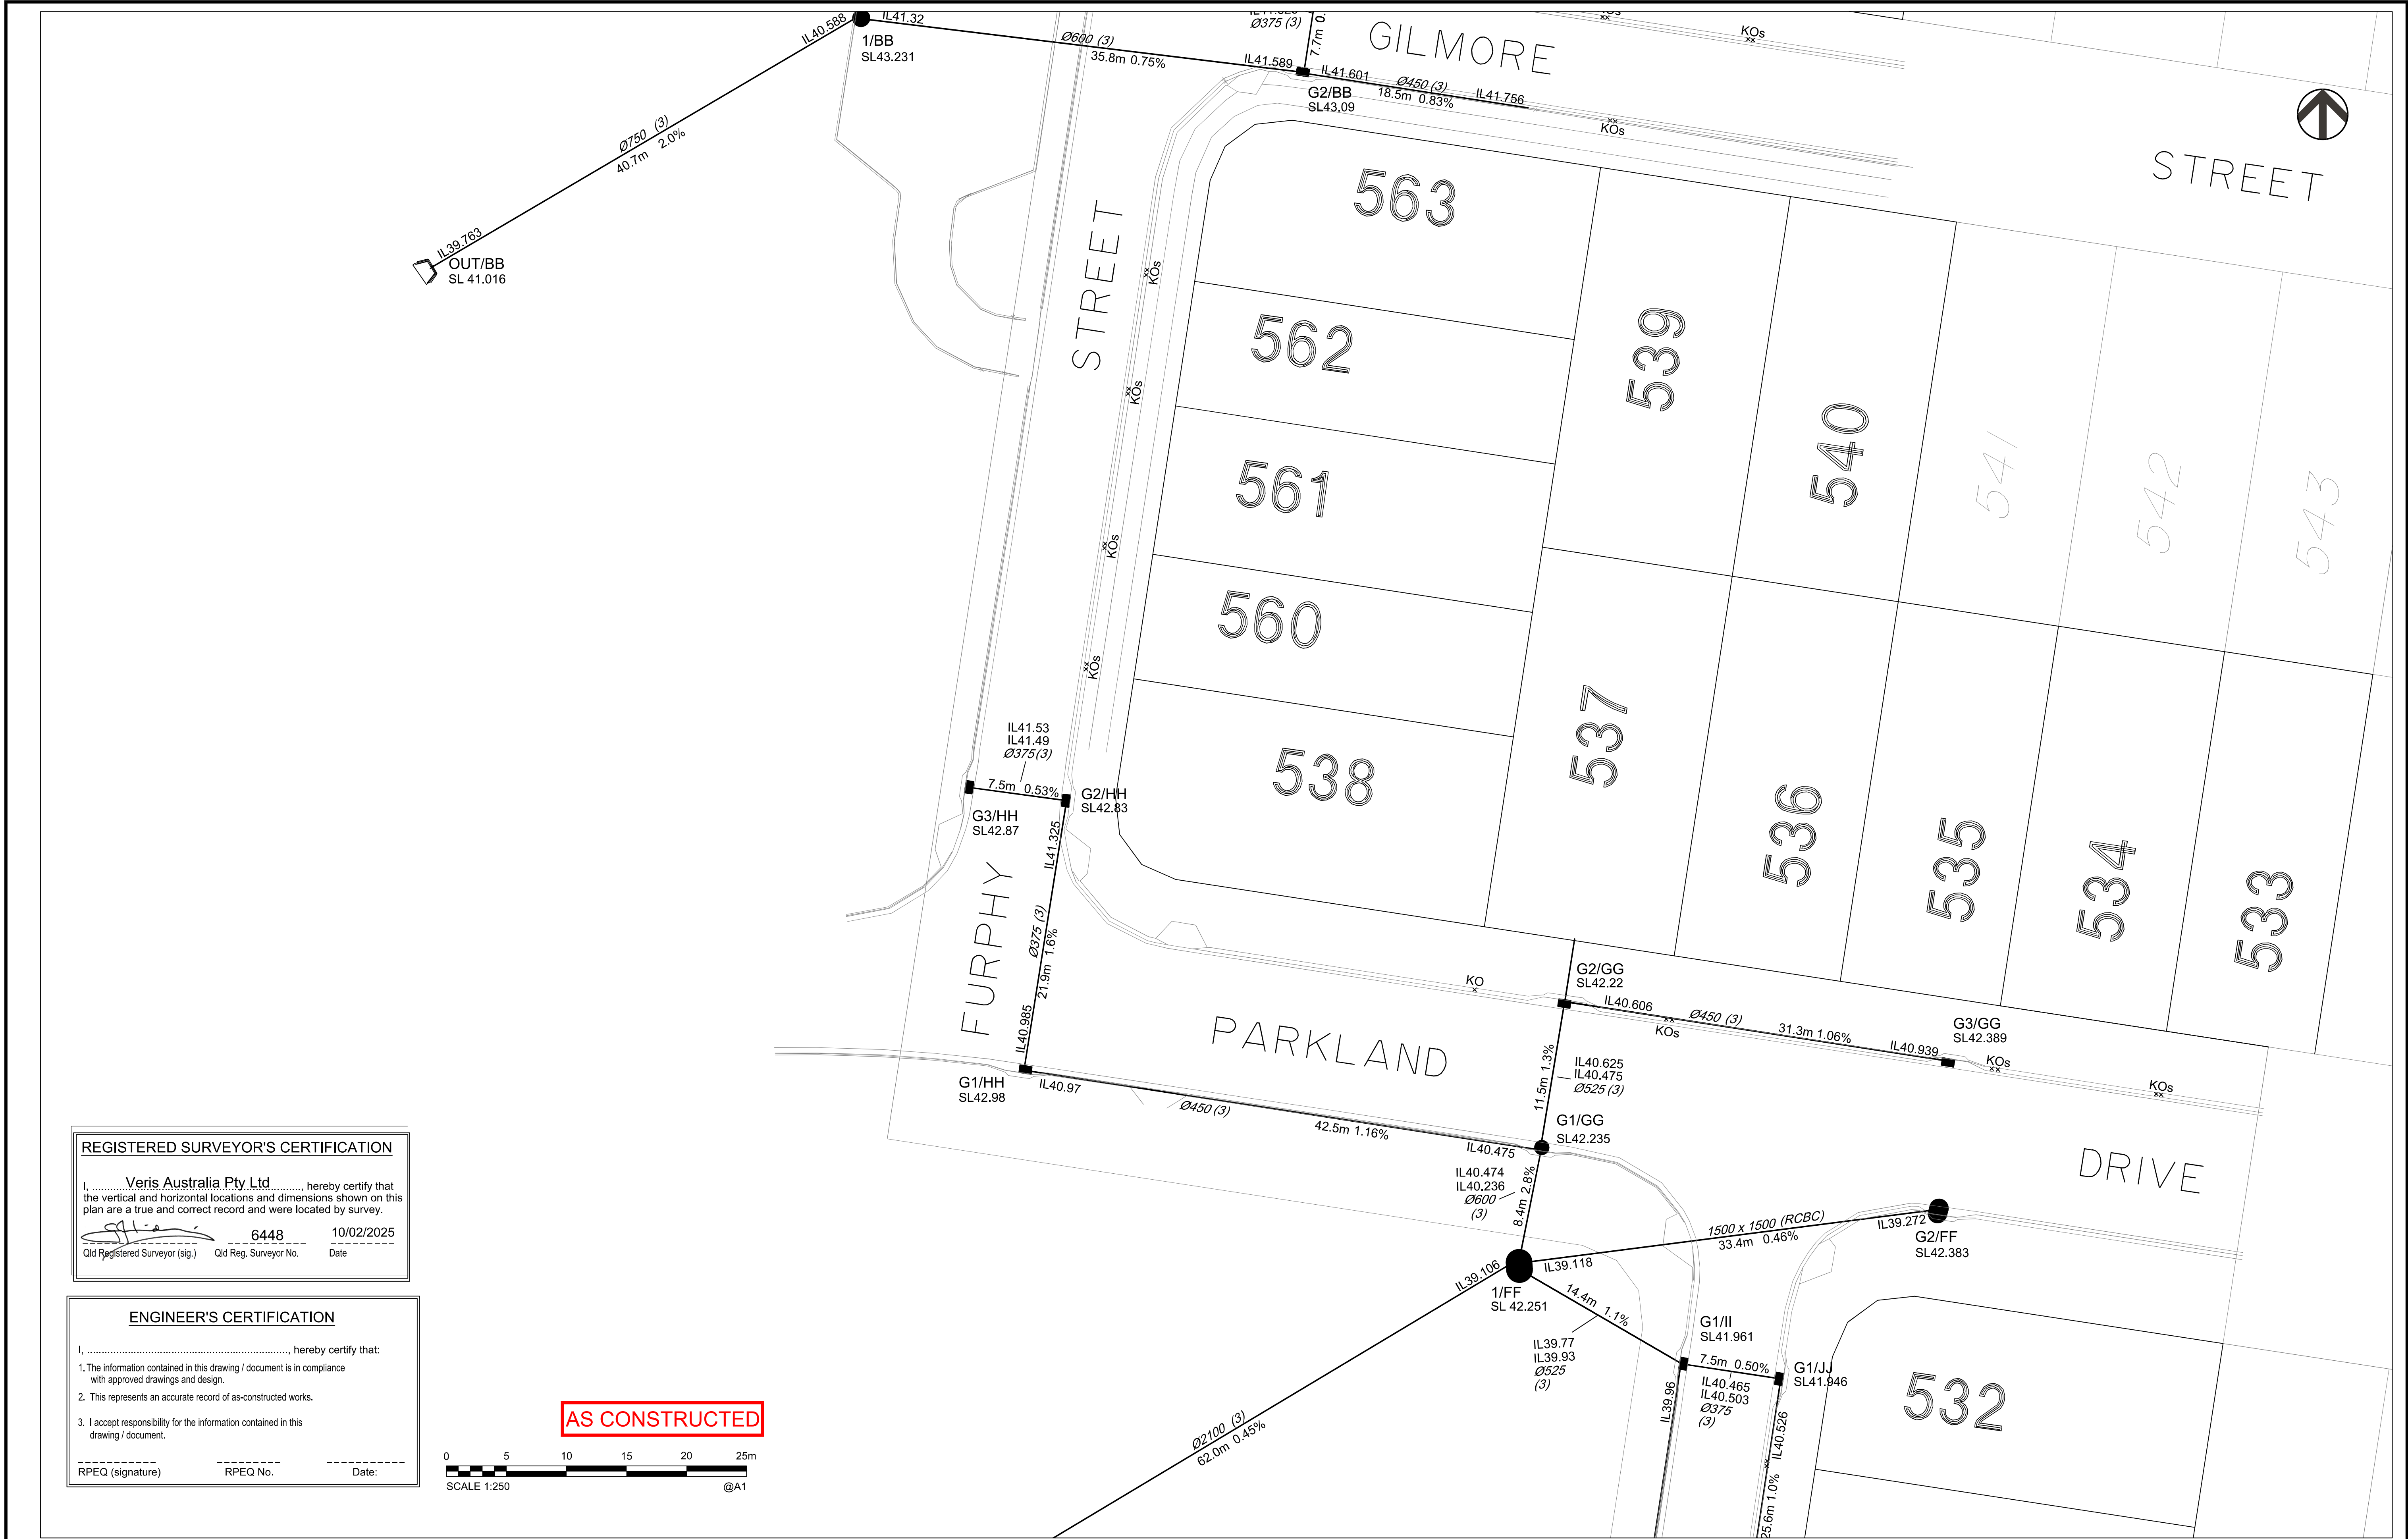 IL40.588
IL41.32
1/BB
SL43.231
Ø600 (3)
35.8m 0.75%
IL41.589
Ø375 (3)
7.7m 0.
IL41.601
G2/BB
SL43.09
Ø450 (3)
18.5m 0.83%
IL41.756
KOs
xx
xx
KOs
GILMORE
STREET
Ø750 (3)
40.7m 2.0%
IL39.763
OUT/BB
SL 41.016
STREET
xx
KOs
xx
KOs
xx
KOs
xx
KOs
563
562
561
560
538
539
540
541
542
543
537
536
535
534
533
IL41.53
IL41.49
Ø375(3)
7.5m 0.53%
G2/HH
SL42.83
G3/HH
SL42.87
IL41.325
Ø375 (3)
21.9m 1.6%
IL40.985
FURPHY
G1/HH
SL42.98
IL40.97
PARKLAND
DRIVE
Ø450 (3)
42.5m 1.16%
IL40.475
KO
x
G2/GG
SL42.22
IL40.606
Ø450 (3)
xx
KOs
31.3m 1.06%
IL40.939
G3/GG
SL42.389
KOs
xx
KOs
xx
11.5m 1.3%
IL40.625
IL40.475
Ø525 (3)
G1/GG
SL42.235
IL40.474
IL40.236
Ø600
(3)
8.4m 2.8%
1500 x 1500 (RCBC)
33.4m 0.46%
IL39.272
G2/FF
SL42.383
IL39.106
IL39.118
1/FF
SL 42.251
14.4m 1.1%
IL39.77
IL39.93
Ø525
(3)
G1/II
SL41.961
7.5m 0.50%
G1/JJ
SL41.946
IL40.465
IL40.503
Ø375
(3)
IL39.96
IL40.526
xx
25.6m 1.0%
532
Ø2100 (3)
62.0m 0.45%
REGISTERED SURVEYOR'S CERTIFICATION
I, Veris Australia Pty Ltd, hereby certify that
the vertical and horizontal locations and dimensions shown on this
plan are a true and correct record and were located by survey.
6448
10/02/2025
Qld Registered Surveyor (sig.)
Qld Reg. Surveyor No.
Date
ENGINEER'S CERTIFICATION
I, ......................................................................, hereby certify that:
1. The information contained in this drawing / document is in compliance
with approved drawings and design.
2. This represents an accurate record of as-constructed works.
3. I accept responsibility for the information contained in this
drawing / document.
RPEQ (signature)
RPEQ No.
Date:
AS CONSTRUCTED
0 5 10 15 20 25m
SCALE 1:250
@A1